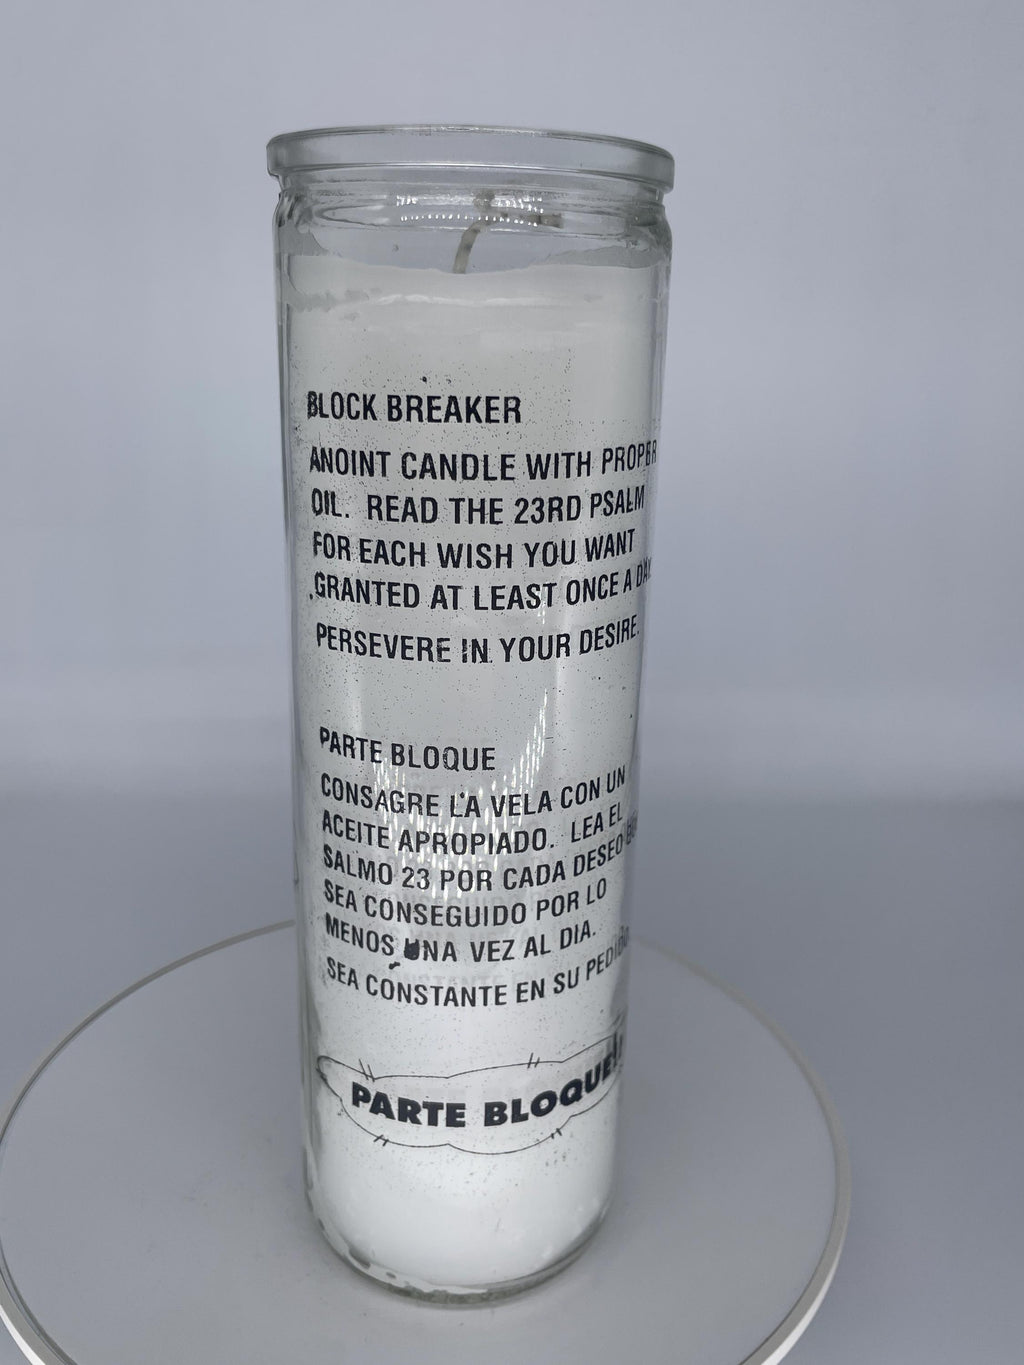 BLOCK BREAKER
ANOINT CANDLE WITH PROPER
OIL. READ THE 23RD PSALM
FOR EACH WISH YOU WANT
GRANTED AT LEAST ONCE A DAY.
PERSEVERE IN YOUR DESIRE.
PARTE BLOQUE
CONSAGRE LA VELA CON UN
ACEITE APROPIADO. LEA EL
SALMO 23 POR CADA DESEO
SEA CONSEGUIDO POR LO
MENOS UNA VEZ AL DIA.
SEA CONSTANTE EN SU
PARTE BLOQUE